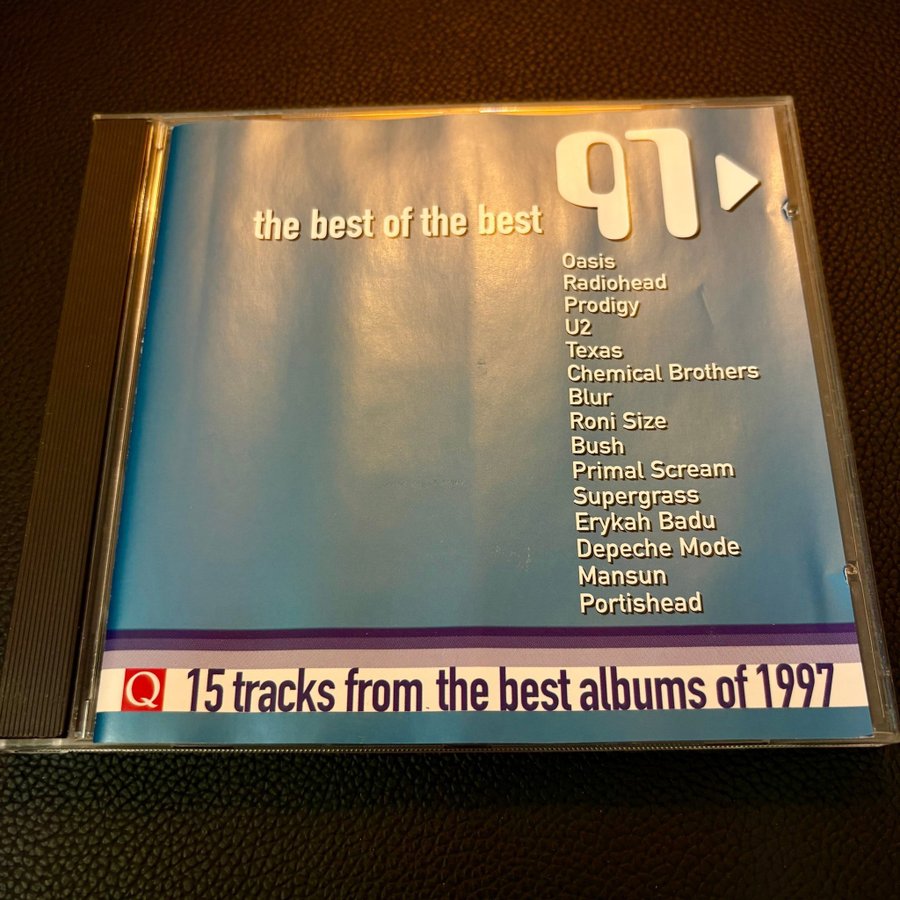 97
the best of the best
Oasis
Radiohead
Prodigy
U2
Texas
Chemical Brothers
Blur
Roni Size
Bush
Primal Scream
Supergrass
Erykah Badu
Depeche Mode
Mansun
Portishead
Q 15 tracks from the best albums of 1997